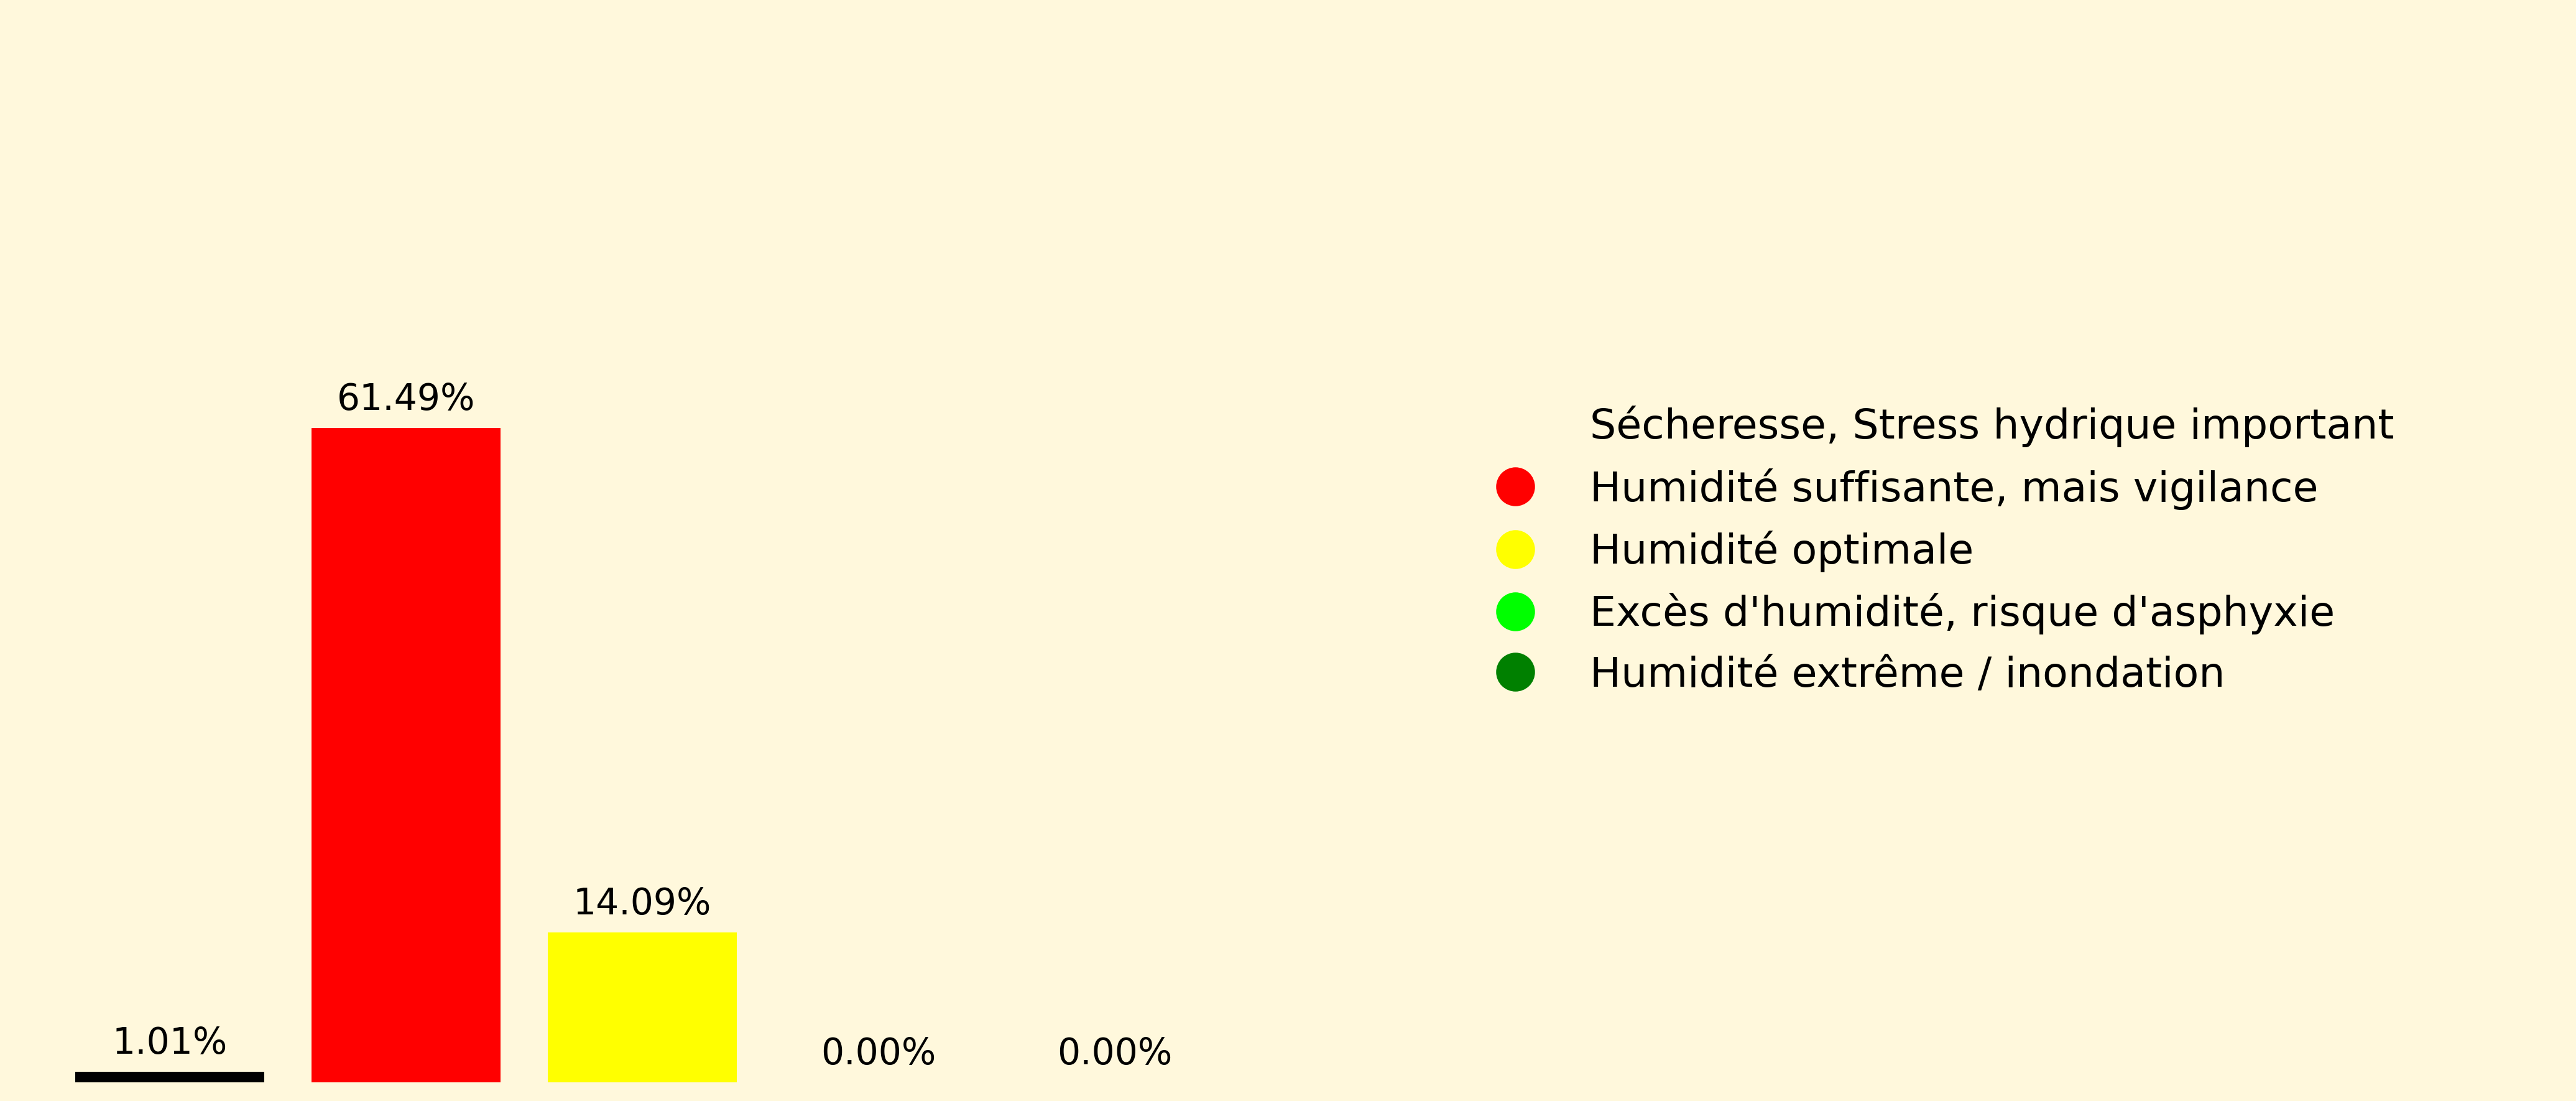 61.49%
14.09%
1.01%
0.00%
0.00%
Sécheresse, Stress hydrique important
Humidité suffisante, mais vigilance
Humidité optimale
Excès d'humidité, risque d'asphyxie
Humidité extrême / inondation